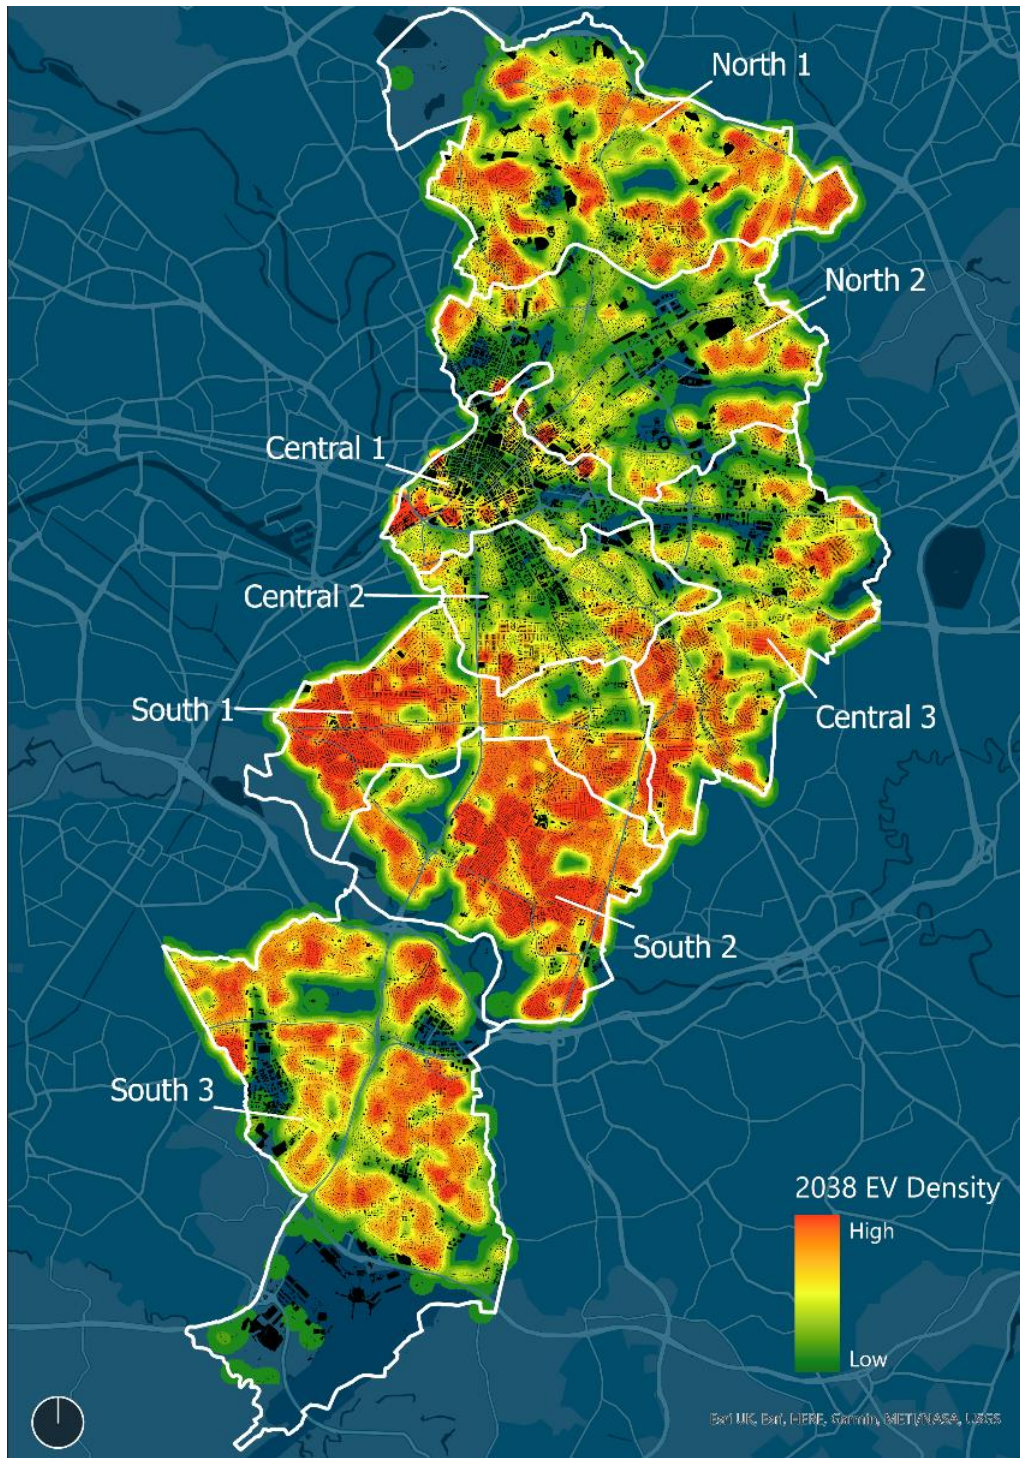 North 1
North 2
Central 1
Central 2
South 1
Central 3
South 2
South 3
2038 EV Density
High
Low
Esri UK, Esri, HERE, Garmin, METI/NASA, USGS